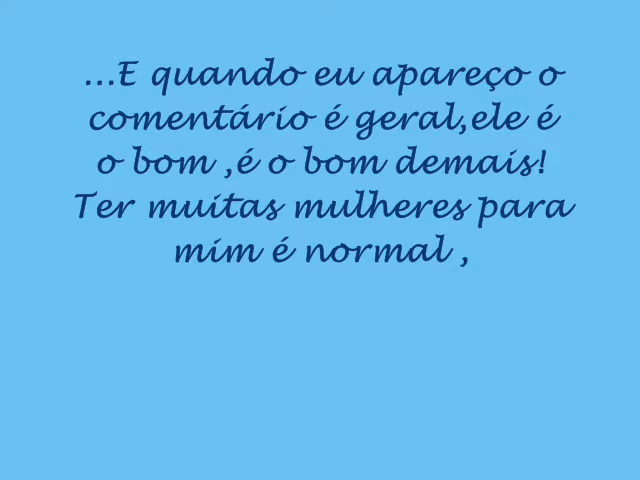 ...E quando eu apareço o
comentário é geral,ele é
o bom ,é o bom demais!
Ter muitas mulheres para
mim é normal ,